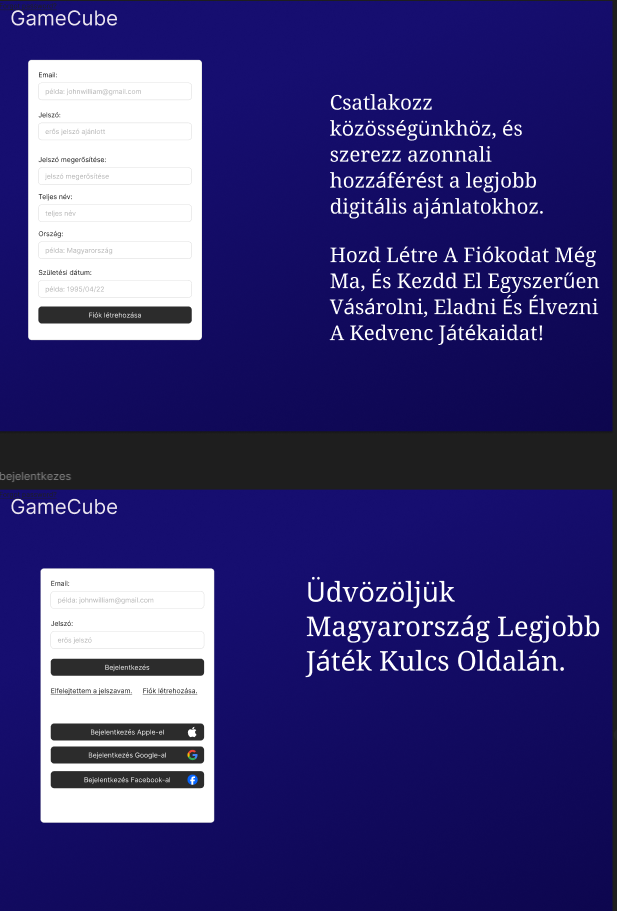 GameCube
Email:
példa: johnwilliam@gmail.com
Jelszó:
erős jelszó ajánlott
Jelszó megerősítése:
jelszó megerősítése
Teljes név:
teljes név
Ország:
példa: Magyarország
Születési dátum:
példa: 1995/04/22
Fiók létrehozása
Csatlakozz
közösségünkhöz, és
szerezz azonnali
hozzáférést a legjobb
digitális ajánlatokhoz.
Hozd Létre A Fiókodat Még
Ma, És Kezdd El Egyszerűen
Vásárolni, Eladni És Élvezni
A Kedvenc Játékaidat!
bejelentkezes
GameCube
Email:
példa: johnwilliam@gmail.com
Jelszó:
erős jelszó
Bejelentkezés
Elfelejtettem a jelszavam. Fiók létrehozása.
Bejelentkezés Apple-el
Bejelentkezés Google-al
Bejelentkezés Facebook-al
Üdvözöljük
Magyarország Legjobb
Játék Kulcs Oldalán.